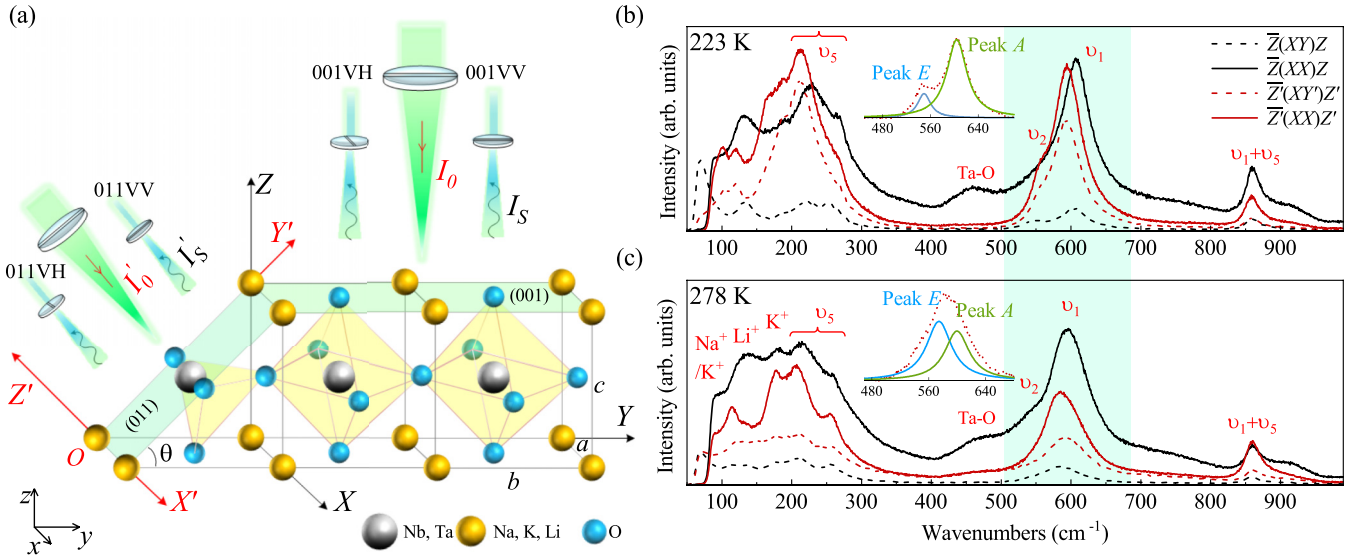 (a)
001VH
001VV
I₀
I_S
011VV
011VH
I₀'
I_S'
Z
Y'
(001)
Z'
(011)
c
Y
O
θ
a
b
X'
X
z
x
y
Nb, Ta
Na, K, Li
O
(b)
223 K
υ₅
Peak A
Peak E
480
560
640
υ₁
υ₂
Ta-O
υ₁+υ₅
Z̅(XY)Z
Z̅(XX)Z
Z̅'(XY')Z'
Z̅'(XX)Z'
Intensity (arb. units)
100 200 300 400 500 600 700 800 900
(c)
278 K
Na⁺
/K⁺
Li⁺
K⁺
υ₅
Peak E
Peak A
480
560
640
υ₁
υ₂
Ta-O
υ₁+υ₅
Intensity (arb. units)
100 200 300 400 500 600 700 800 900
Wavenumbers (cm⁻¹)